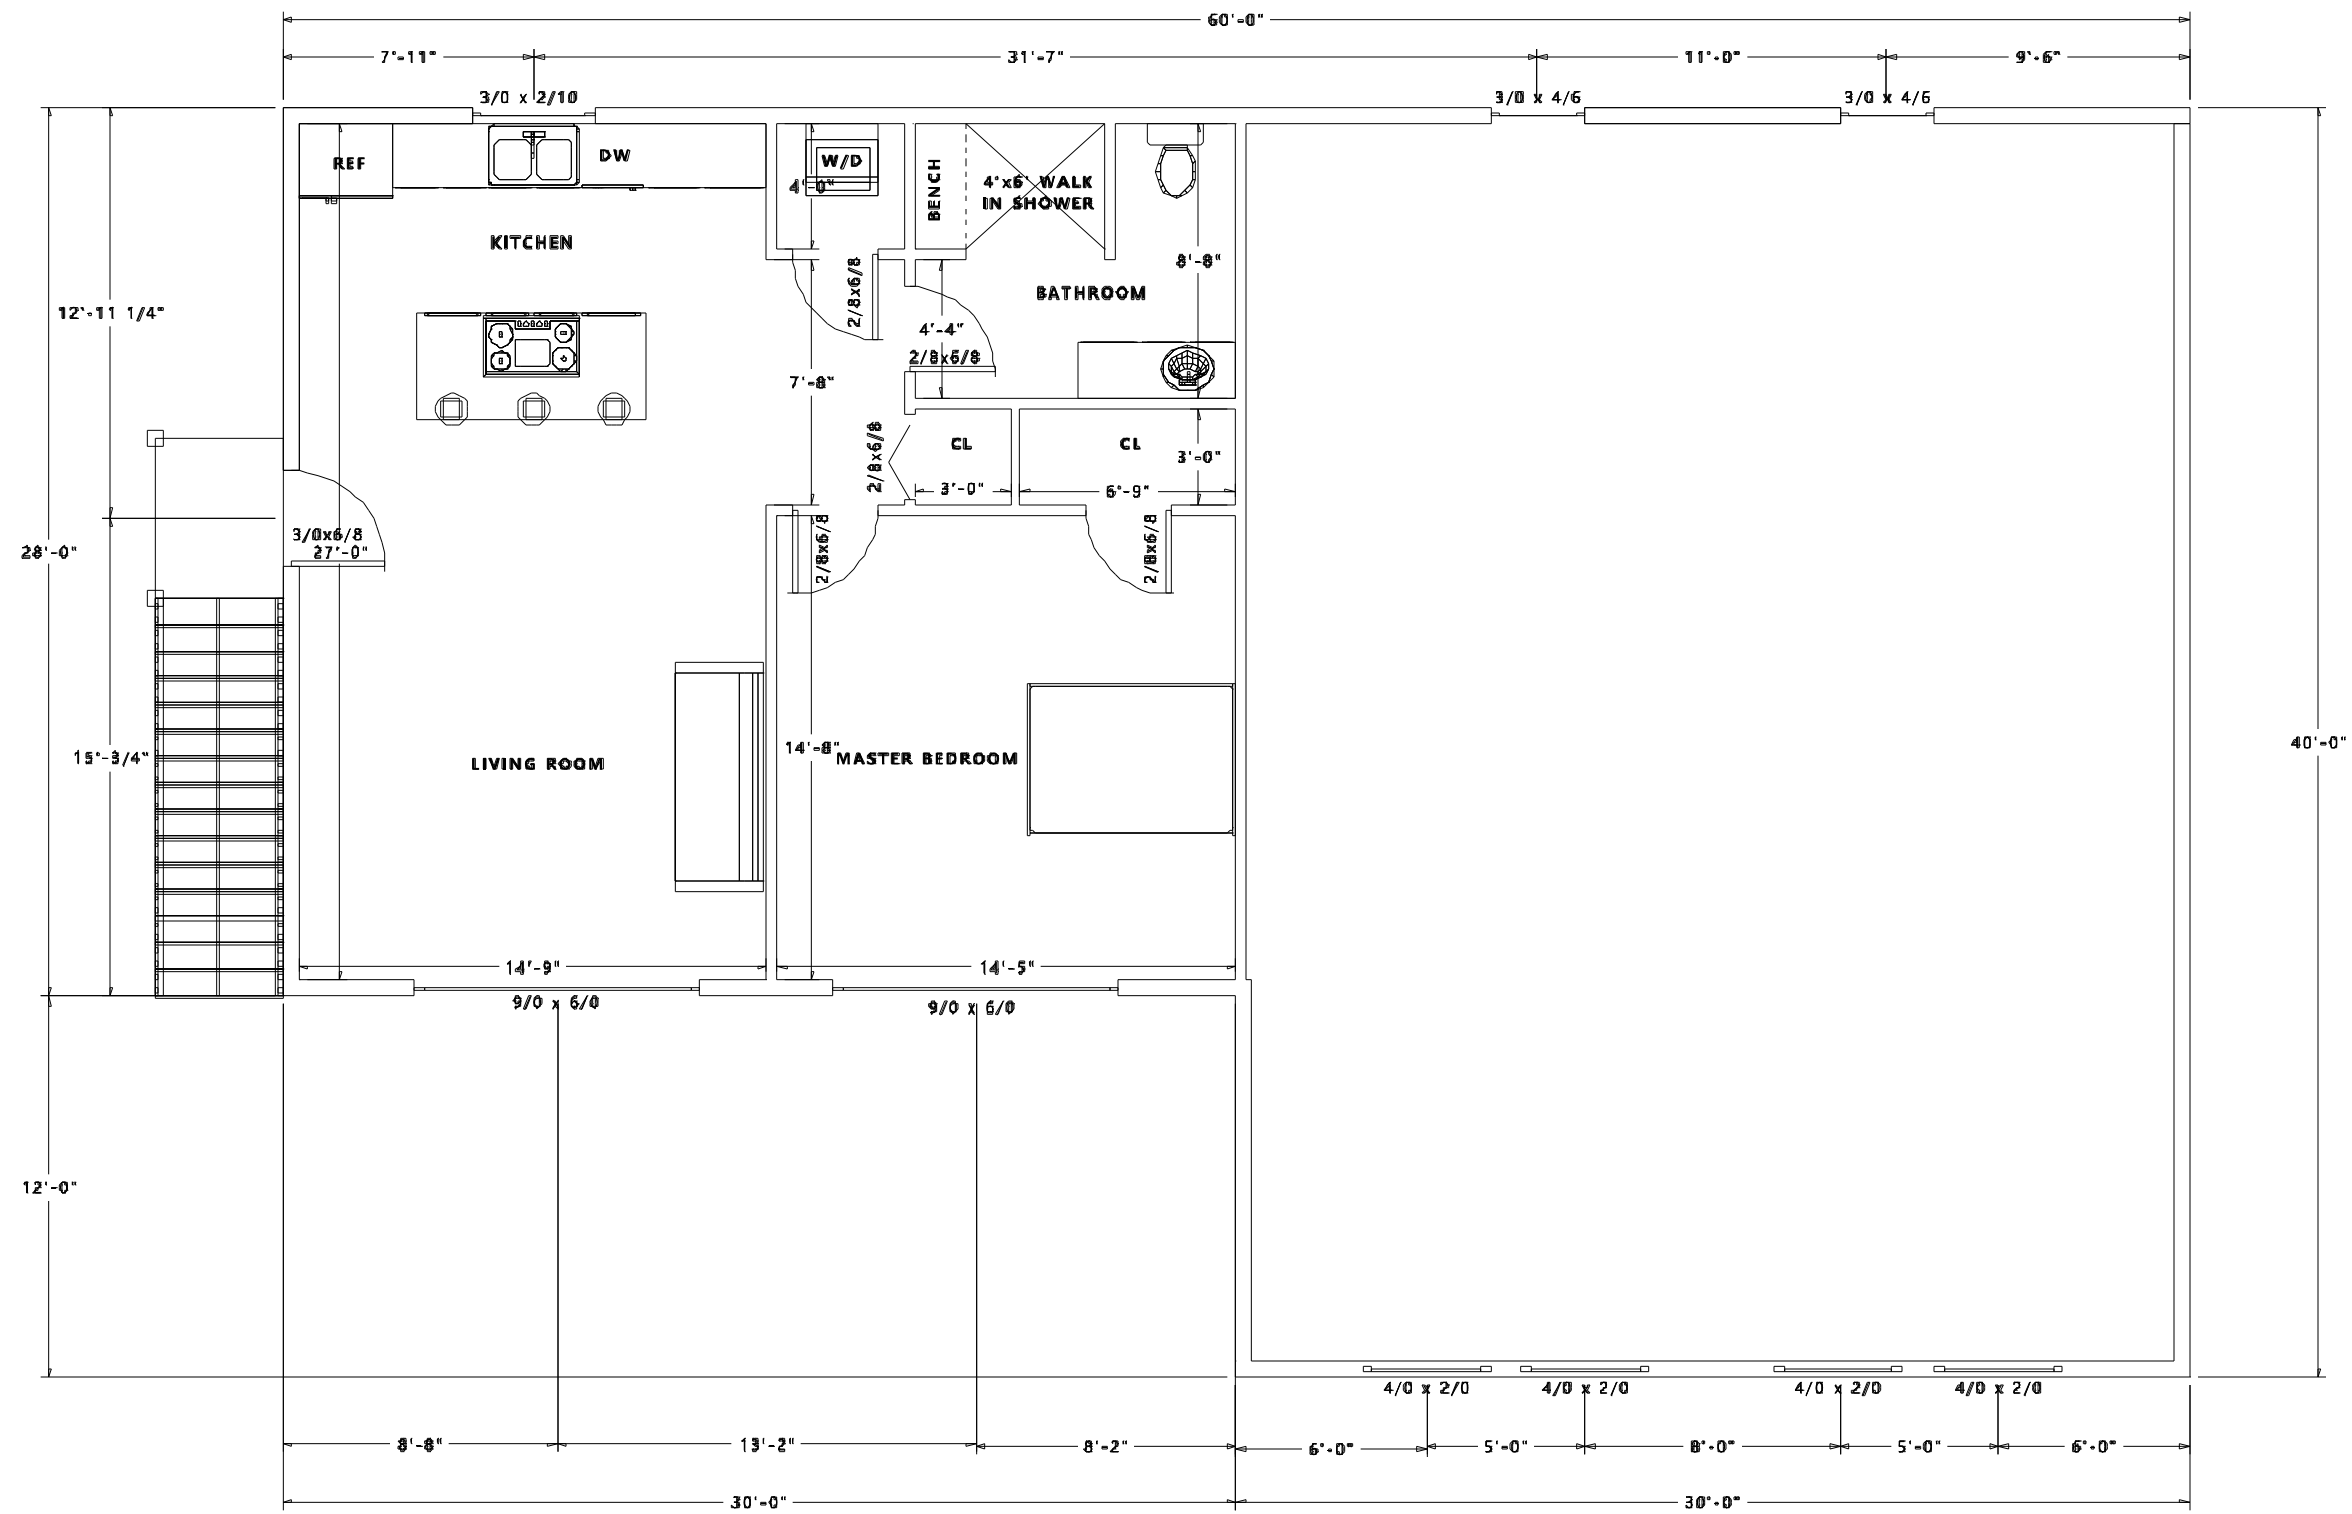 60'-0"
7'-11"
31'-7"
11'-0"
9'-6"
3/0 x 2/10
3/0 x 4/6
3/0 x 4/6
REF
DW
W/D
4'-0"
BENCH
4'x6' WALK
IN SHOWER
KITCHEN
8'-8"
2/8x6/8
BATHROOM
12'-11 1/4"
4'-4"
2/8x6/8
7'-8"
2/8x6/8
CL
CL
3'-0"
3'-0"
6'-9"
3/0x6/8
27'-0"
28'-0"
2/8x6/8
2/8x6/8
40'-0"
15'-3/4"
LIVING ROOM
14'-8"
MASTER BEDROOM
14'-9"
14'-5"
9/0 x 6/0
9/0 x 6/0
12'-0"
4/0 x 2/0
4/0 x 2/0
4/0 x 2/0
4/0 x 2/0
8'-8"
13'-2"
8'-2"
6'-0"
5'-0"
8'-0"
5'-0"
6'-0"
30'-0"
30'-0"